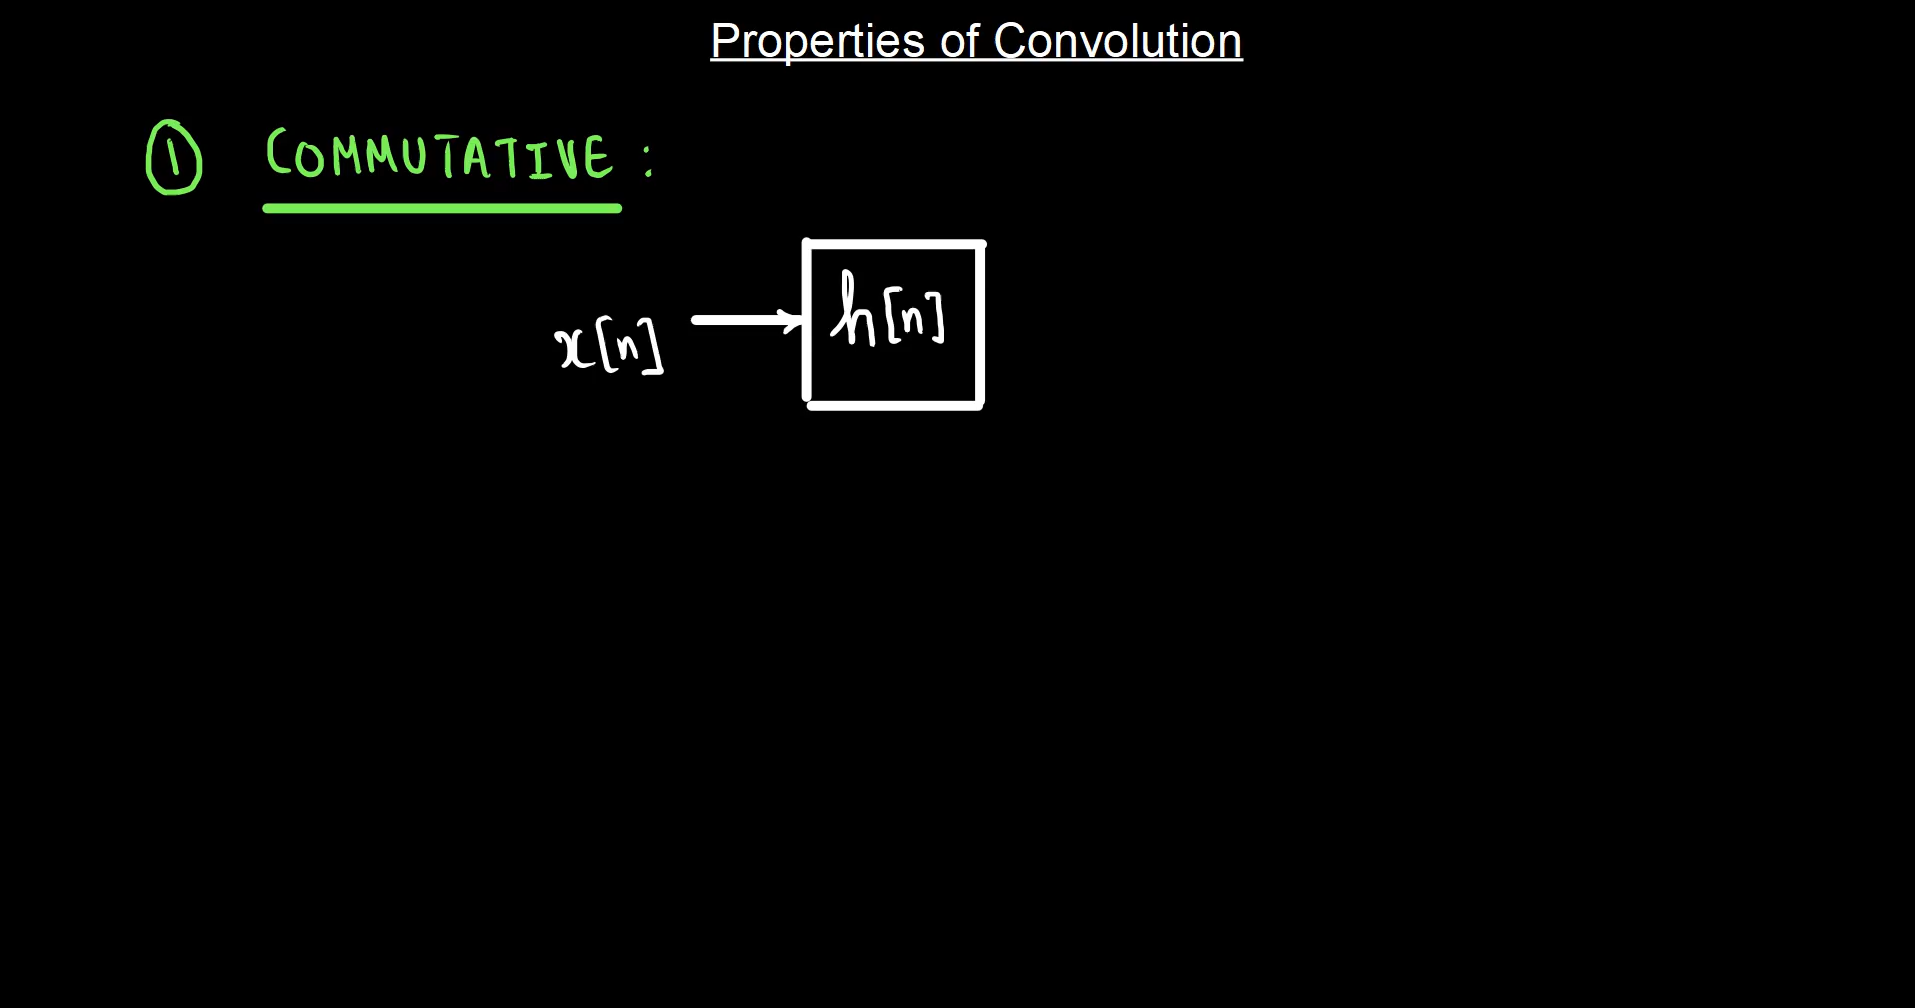 Properties of Convolution
① COMMUTATIVE :
x[n] → h[n]